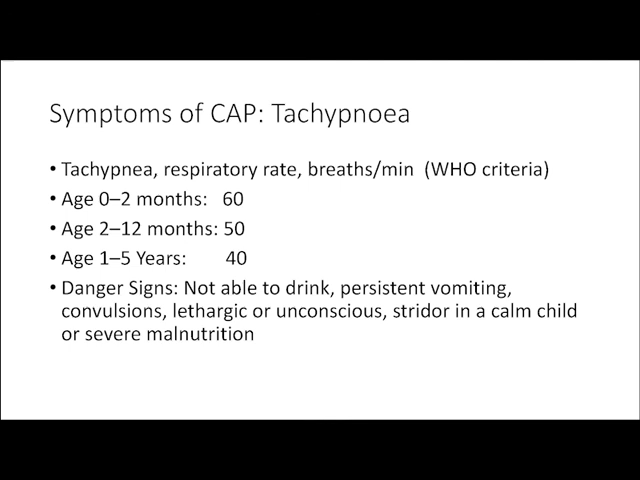 Symptoms of CAP: Tachypnoea
• Tachypnea, respiratory rate, breaths/min (WHO criteria)
• Age 0–2 months: 60
• Age 2–12 months: 50
• Age 1–5 Years: 40
• Danger Signs: Not able to drink, persistent vomiting,
convulsions, lethargic or unconscious, stridor in a calm child
or severe malnutrition